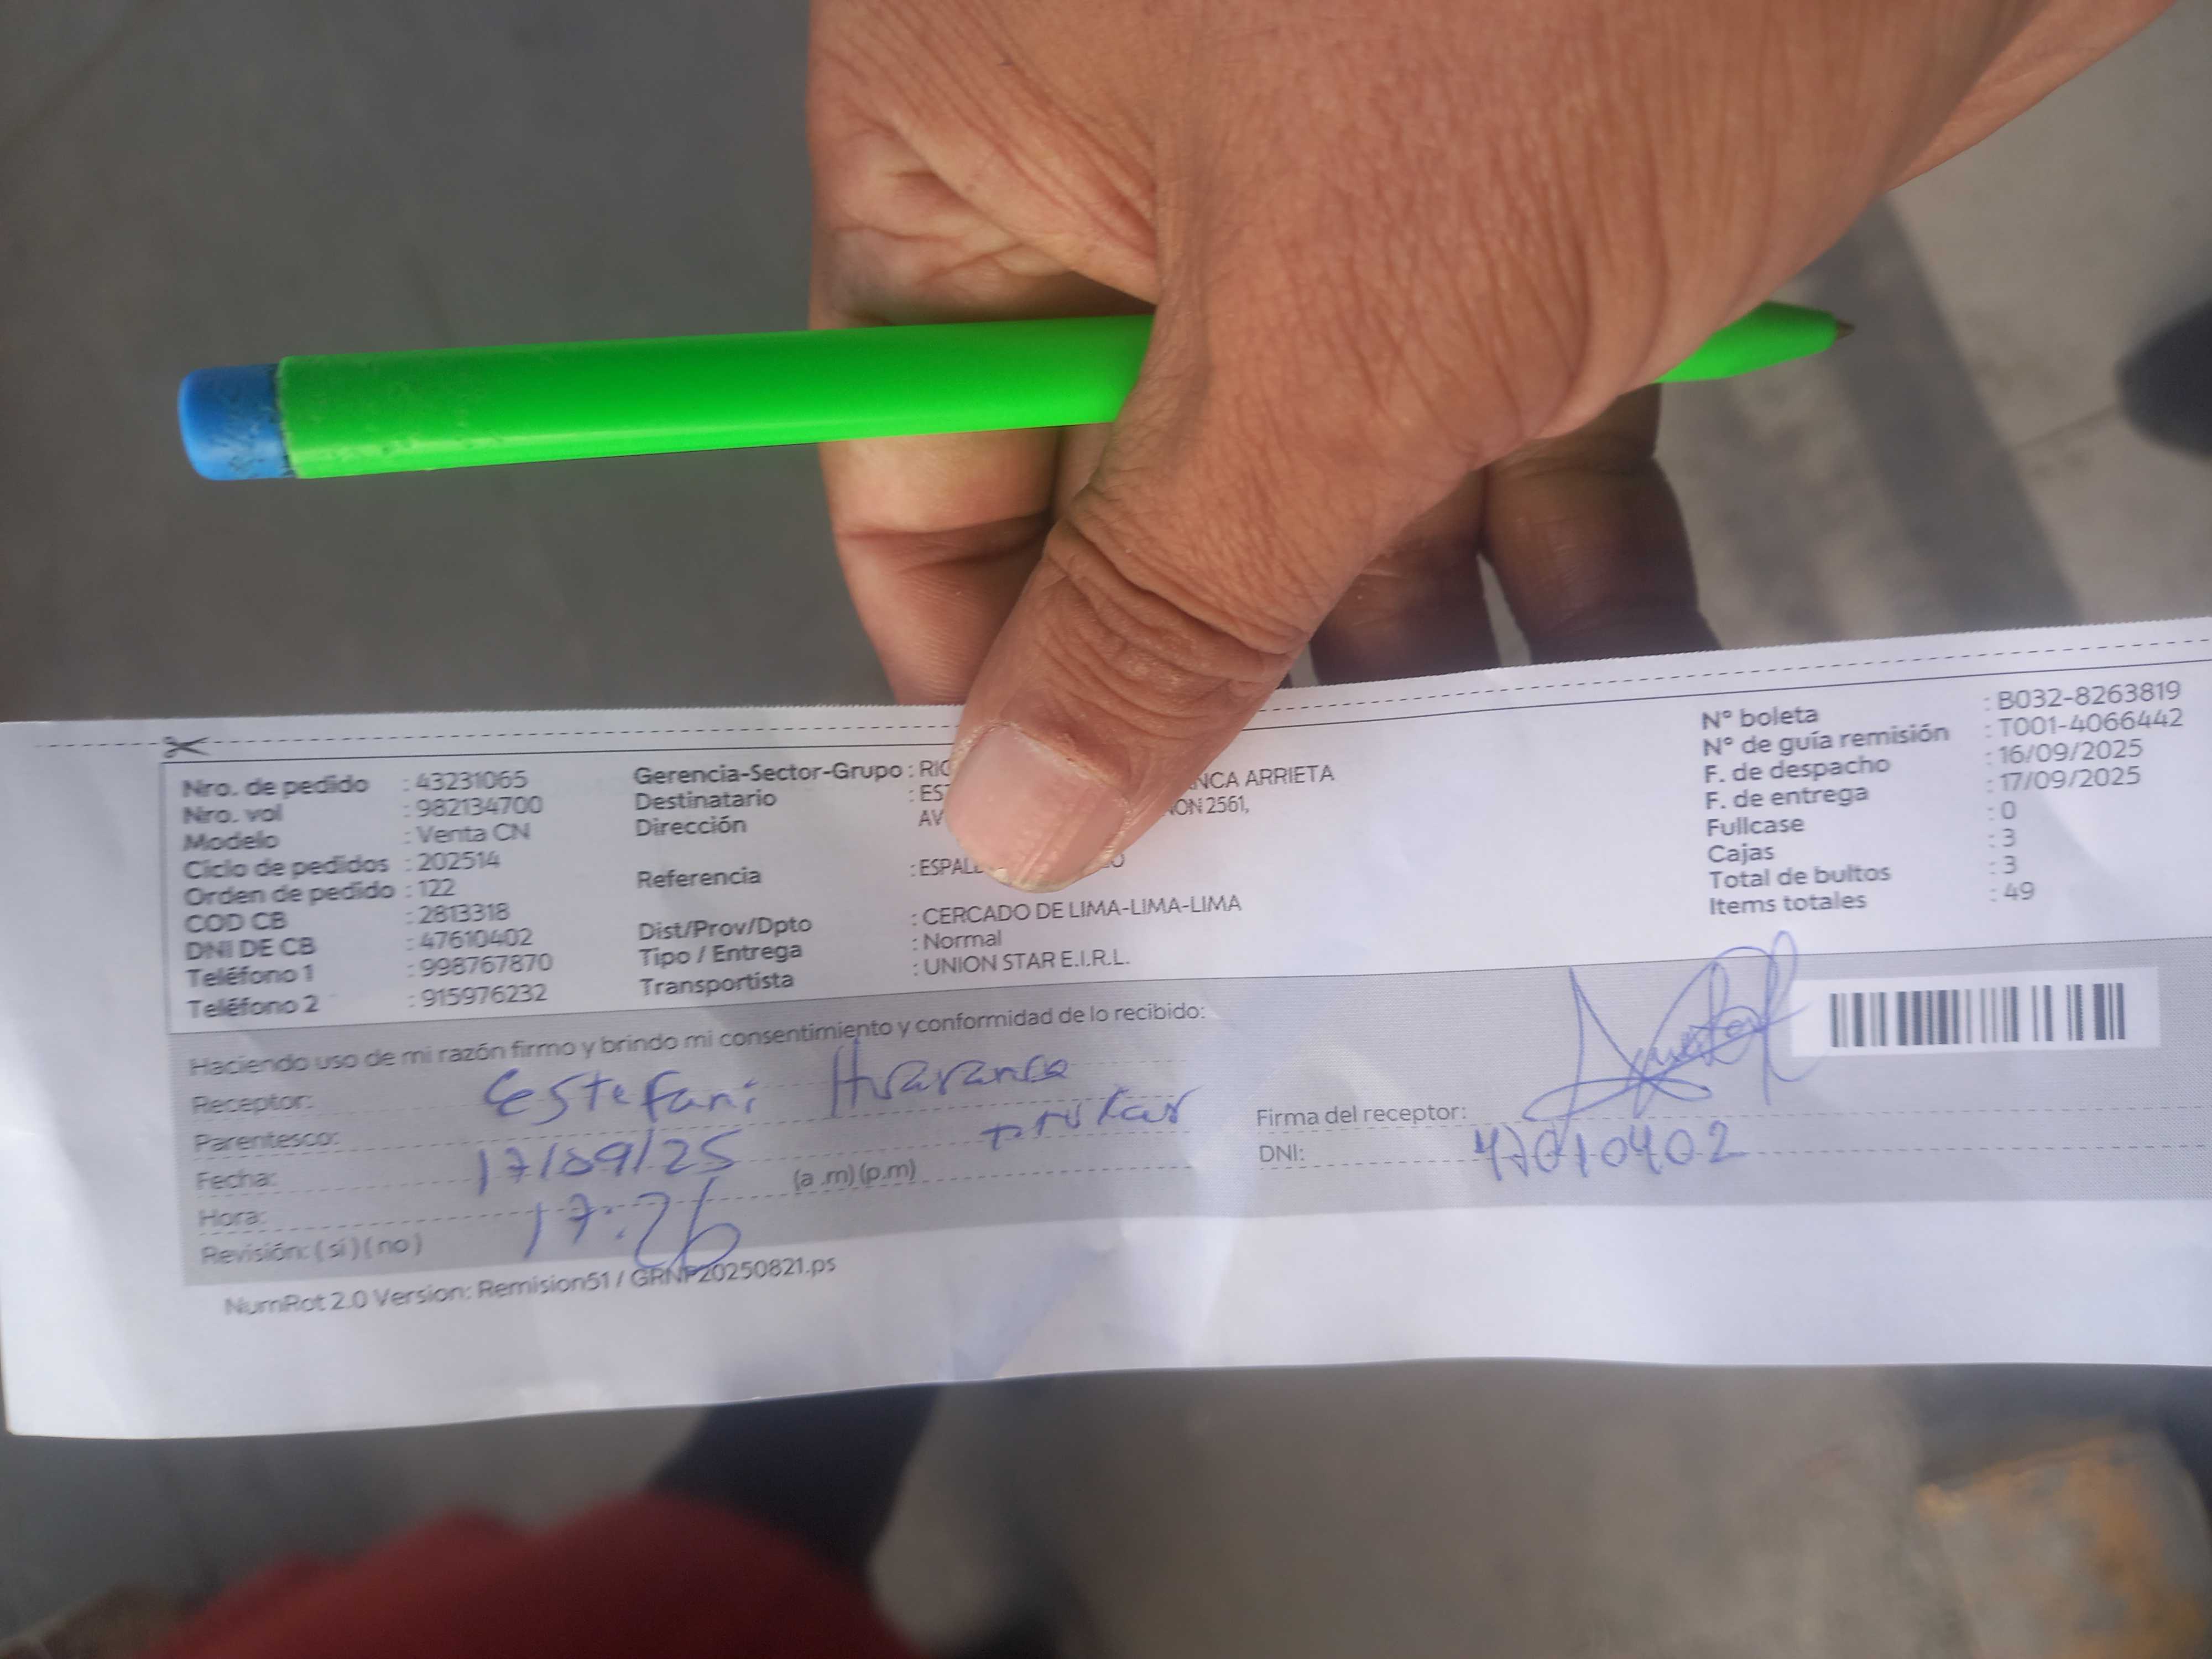 Nro. de pedido : 43231065
Nro. vol : 982134700
Modelo : Venta CN
Ciclo de pedidos : 202514
Orden de pedido : 122
COD CB : 2813318
DNI DE CB : 47610402
Teléfono 1 : 998767870
Teléfono 2 : 915976232
Gerencia-Sector-Grupo :
Destinatario : NCA ARRIETA
Dirección : AV ON 2561,
Referencia :
Dist/Prov/Dpto : CERCADO DE LIMA-LIMA-LIMA
Tipo / Entrega : Normal
Transportista : UNION STAR E.I.R.L.
N° boleta : B032-8263819
N° de guía remisión : T001-4066442
F. de despacho : 16/09/2025
F. de entrega : 17/09/2025
Fullcase : 0
Cajas : 3
Total de bultos : 3
Items totales : 49
Haciendo uso de mi razón firmo y brindo mi consentimiento y conformidad de lo recibido:
Receptor: Estefani
Parentesco:
Fecha: 17/09/25 (a .m) (p.m)
Hora: 17:26
Revisión: ( si ) ( no )
Firma del receptor:
DNI: 47610402
NumRot 2.0 Version: Remision51 / GRNP20250821.ps